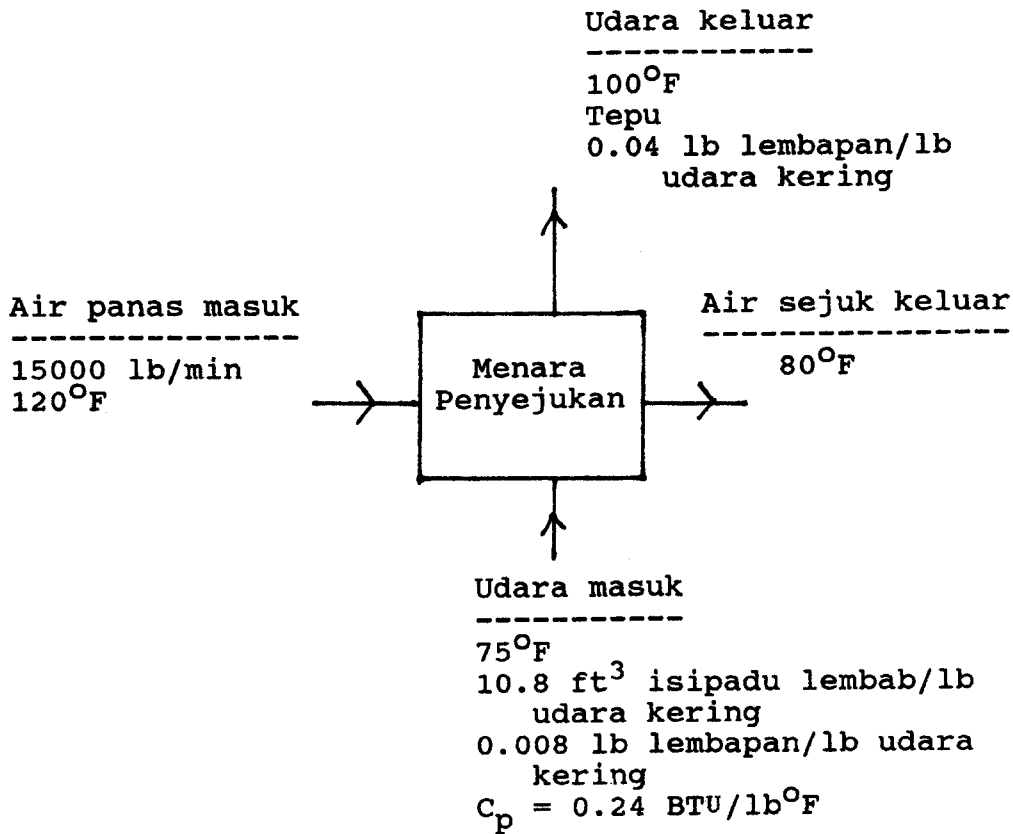 Udara keluar
100°F
Tepu
0.04 lb lembapan/lb
udara kering
Air panas masuk
15000 lb/min
120°F
Menara
Penyejukan
Air sejuk keluar
80°F
Udara masuk
75°F
10.8 ft³ isipadu lembab/lb
udara kering
0.008 lb lembapan/lb udara
kering
Cp = 0.24 BTU/lb°F